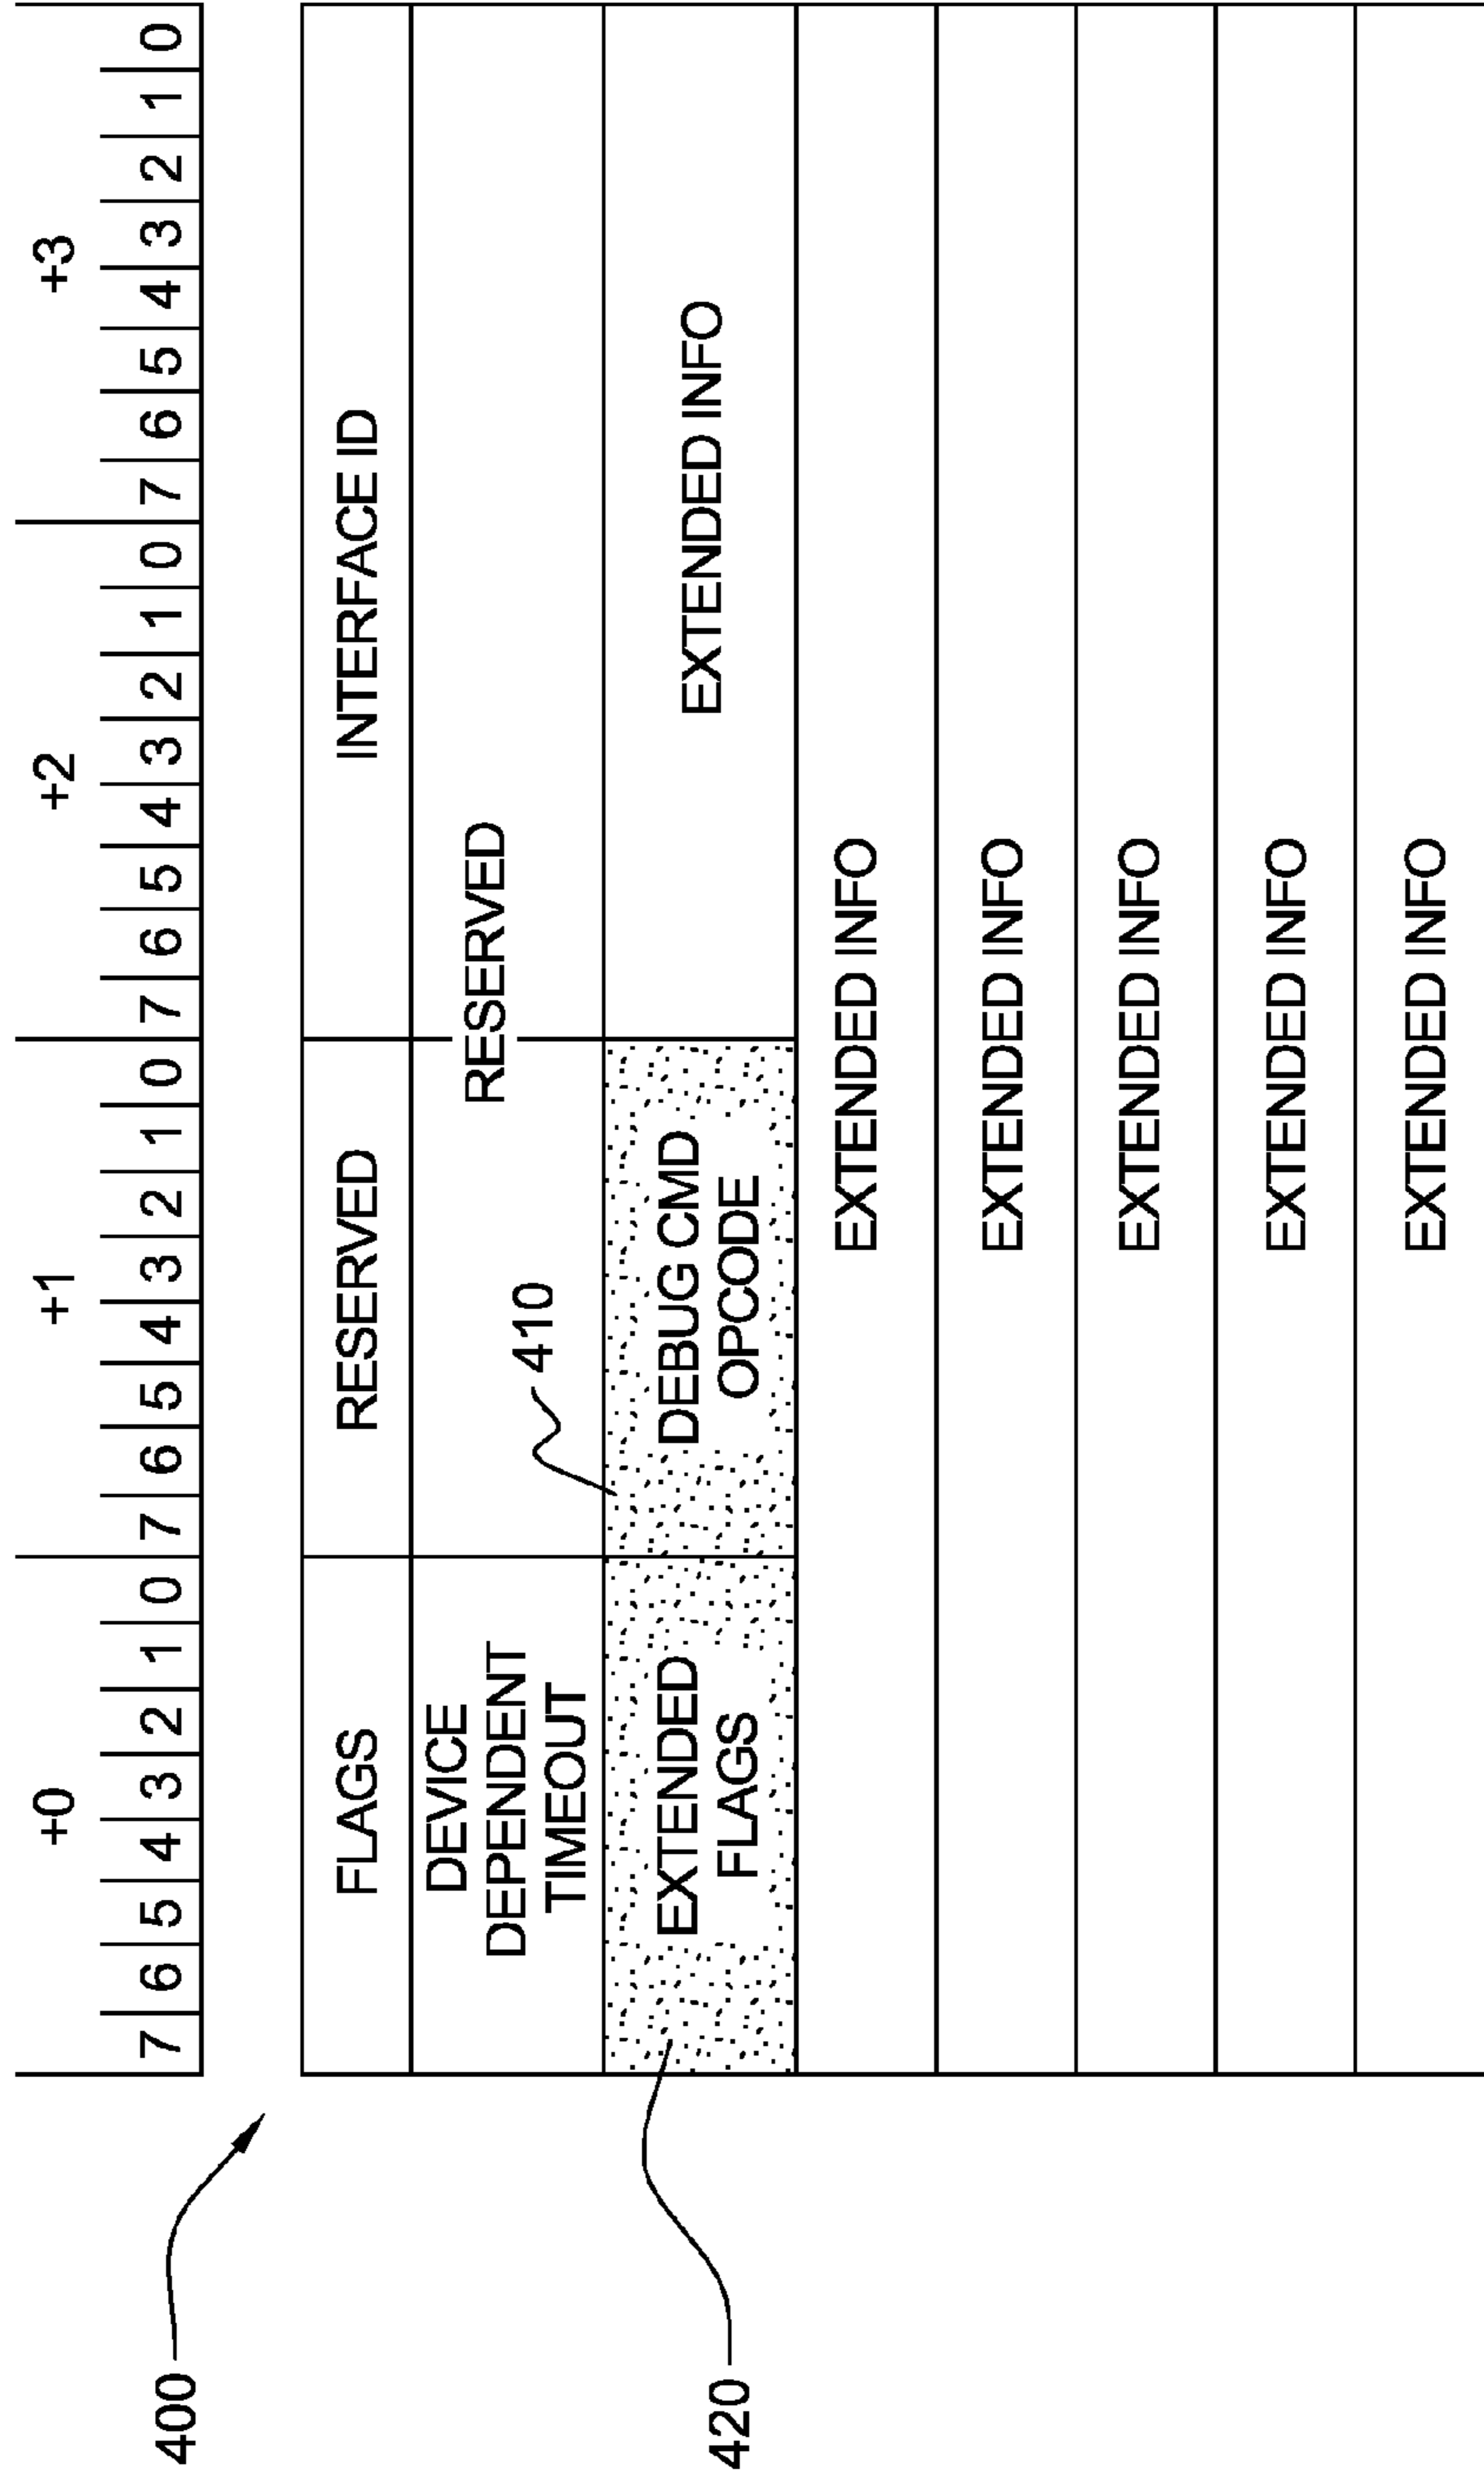 +0 +1 +2 +3
7 6 5 4 3 2 1 0 7 6 5 4 3 2 1 0 7 6 5 4 3 2 1 0 7 6 5 4 3 2 1 0
400
FLAGS RESERVED INTERFACE ID
DEVICE
DEPENDENT
TIMEOUT
RESERVED
410
420
EXTENDED
FLAGS
DEBUG CMD
OPCODE
EXTENDED INFO
EXTENDED INFO
EXTENDED INFO
EXTENDED INFO
EXTENDED INFO
EXTENDED INFO